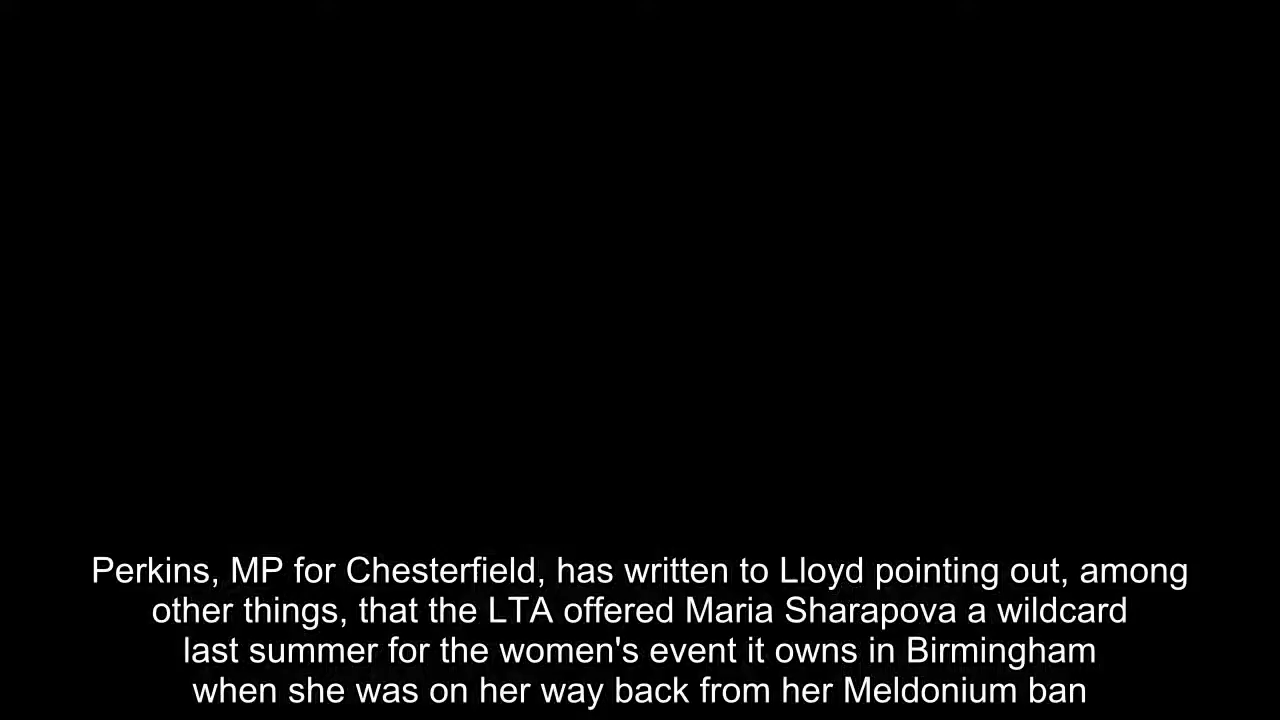 Perkins, MP for Chesterfield, has written to Lloyd pointing out, among
other things, that the LTA offered Maria Sharapova a wildcard
last summer for the women's event it owns in Birmingham
when she was on her way back from her Meldonium ban